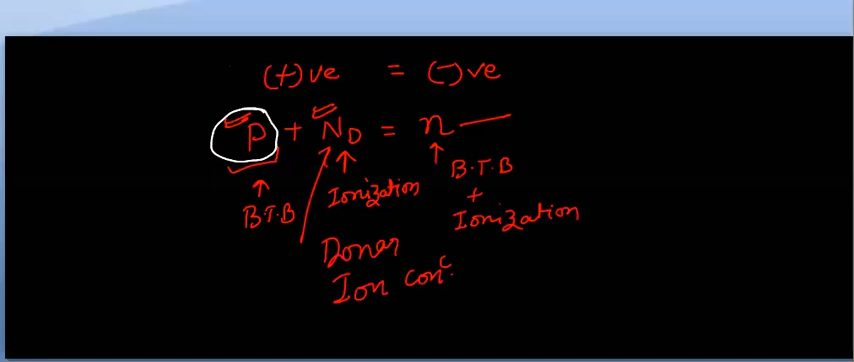 (+)ve = (-)ve
P + N_D = n
B.T.B
Ionization
B.T.B
+
Ionization
Donar
Ion conc.